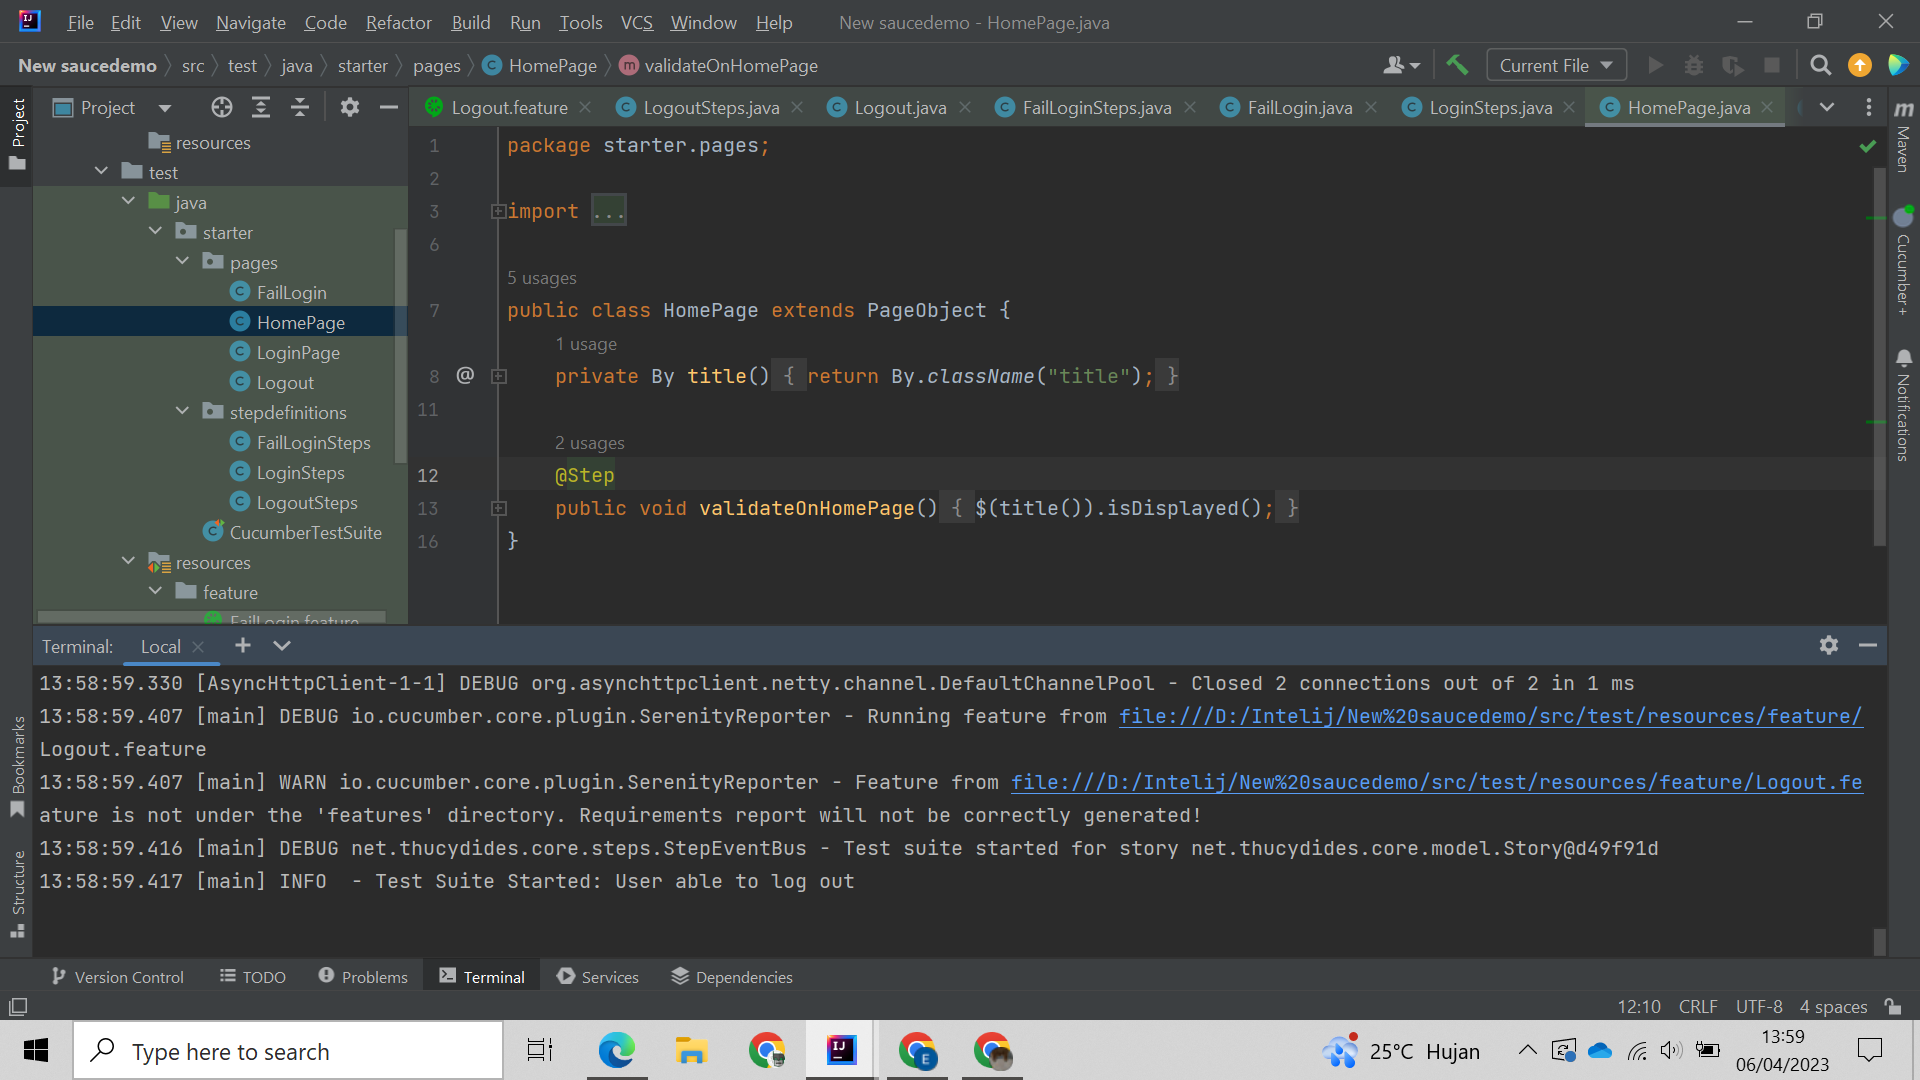 File Edit View Navigate Code Refactor Build Run Tools VCS Window Help New saucedemo - HomePage.java
New saucedemo src test java starter pages HomePage validateOnHomePage Current File
Project
Logout.feature LogoutSteps.java Logout.java FailLoginSteps.java FailLogin.java LoginSteps.java HomePage.java
Project
resources
test
java
starter
pages
FailLogin
HomePage
LoginPage
Logout
stepdefinitions
FailLoginSteps
LoginSteps
LogoutSteps
CucumberTestSuite
resources
feature
FailLogin.feature
1 package starter.pages;
2
3 import ...
6
5 usages
7 public class HomePage extends PageObject {
1 usage
8 @ private By title() { return By.className("title"); }
11
2 usages
12 @Step
13 public void validateOnHomePage() { $(title()).isDisplayed(); }
16 }
Maven
Cucumber+
Notifications
Terminal: Local
13:58:59.330 [AsyncHttpClient-1-1] DEBUG org.asynchttpclient.netty.channel.DefaultChannelPool - Closed 2 connections out of 2 in 1 ms
13:58:59.407 [main] DEBUG io.cucumber.core.plugin.SerenityReporter - Running feature from file:///D:/Intelij/New%20saucedemo/src/test/resources/feature/
Logout.feature
13:58:59.407 [main] WARN io.cucumber.core.plugin.SerenityReporter - Feature from file:///D:/Intelij/New%20saucedemo/src/test/resources/feature/Logout.fe
ature is not under the 'features' directory. Requirements report will not be correctly generated!
13:58:59.416 [main] DEBUG net.thucydides.core.steps.StepEventBus - Test suite started for story net.thucydides.core.model.Story@d49f91d
13:58:59.417 [main] INFO  - Test Suite Started: User able to log out
Bookmarks
Structure
Version Control TODO Problems Terminal Services Dependencies
12:10 CRLF UTF-8 4 spaces
Type here to search
25°C Hujan
13:59
06/04/2023